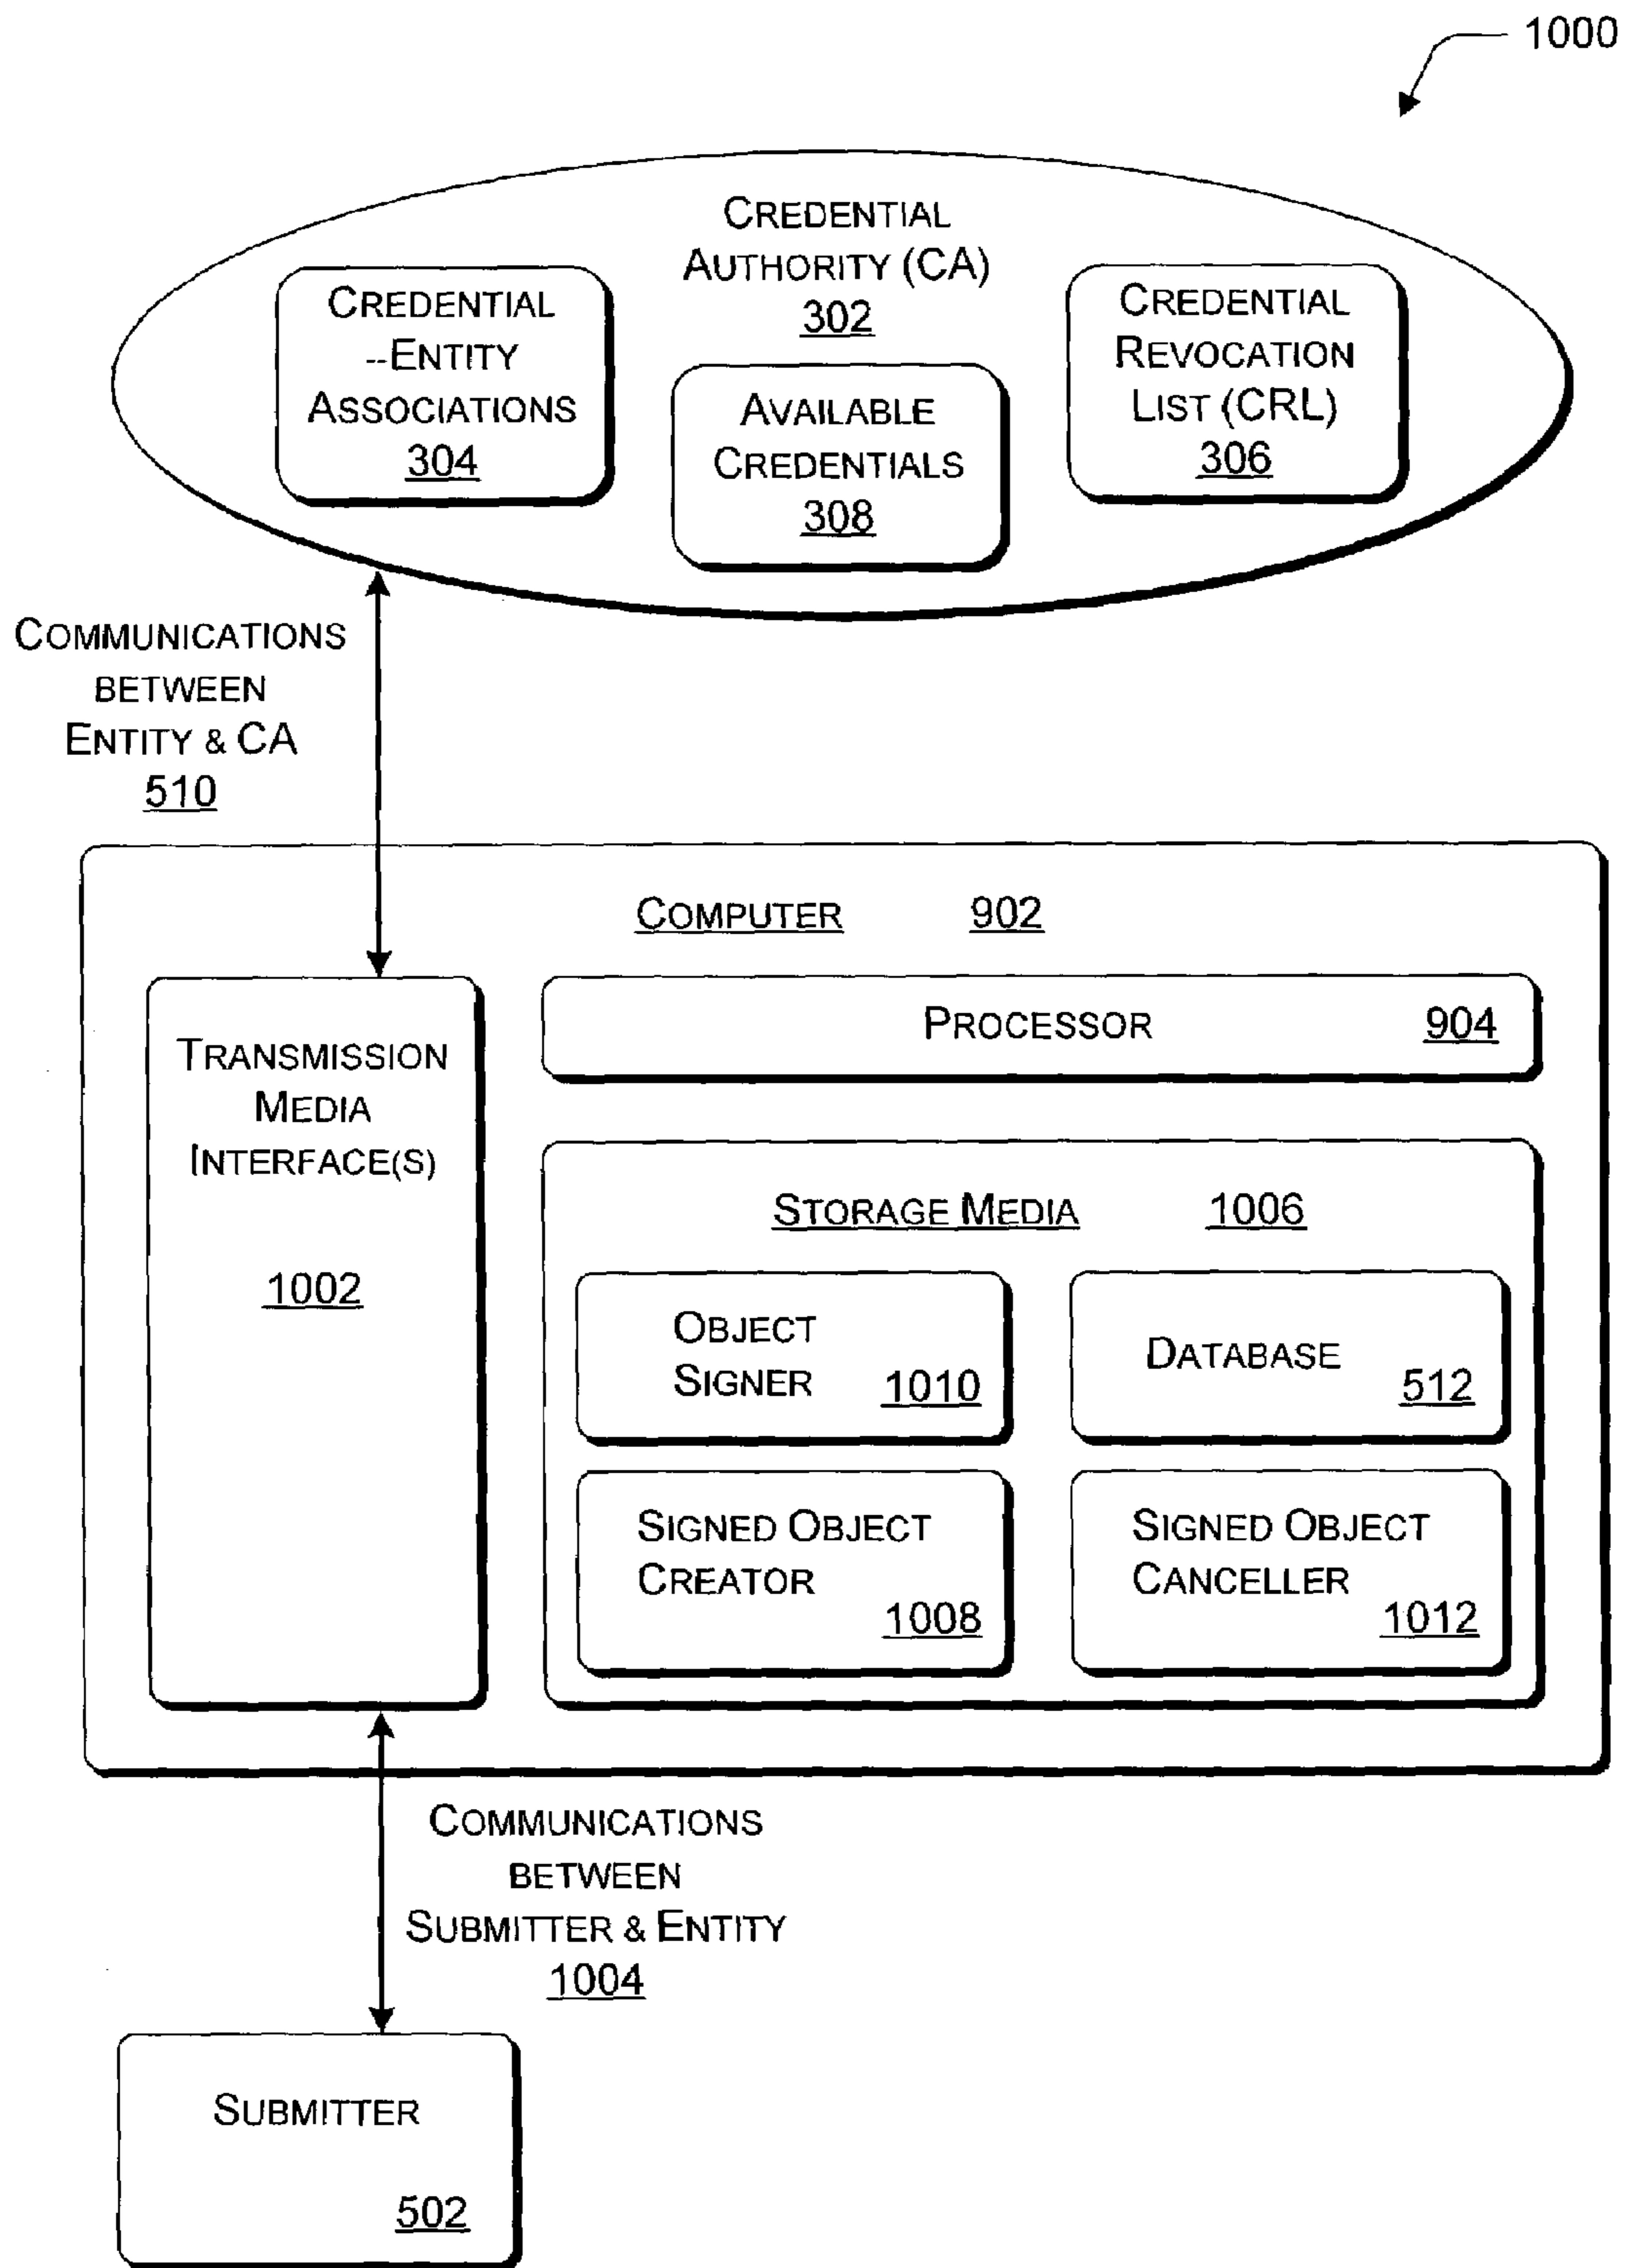 1000
CREDENTIAL
AUTHORITY (CA)
302
CREDENTIAL
--ENTITY
ASSOCIATIONS
304
AVAILABLE
CREDENTIALS
308
CREDENTIAL
REVOCATION
LIST (CRL)
306
COMMUNICATIONS
BETWEEN
ENTITY & CA
510
COMPUTER 902
TRANSMISSION
MEDIA
INTERFACE(S)
1002
PROCESSOR 904
STORAGE MEDIA 1006
OBJECT
SIGNER 1010
DATABASE
512
SIGNED OBJECT
CREATOR
1008
SIGNED OBJECT
CANCELLER
1012
COMMUNICATIONS
BETWEEN
SUBMITTER & ENTITY
1004
SUBMITTER
502